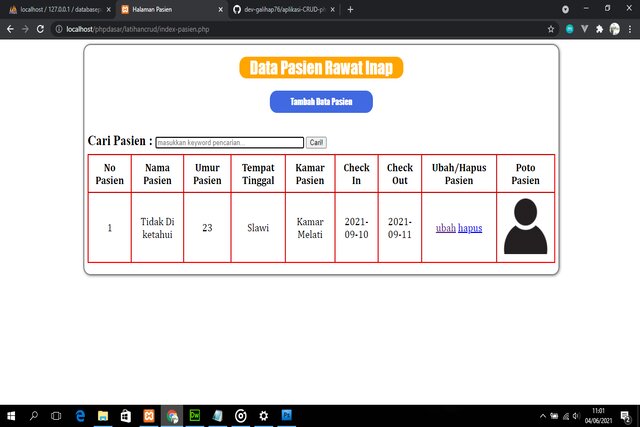 localhost / 127.0.0.1 / databasep
Halaman Pasien
dev-galihap76/aplikasi-CRUD-ph
localhost/phpdasar/latihancrud/index-pasien.php
Data Pasien Rawat Inap
Tambah Data Pasien
Cari Pasien : masukkan keyword pencarian... Cari!
No Pasien Nama Pasien Umur Pasien Tempat Tinggal Kamar Pasien Check In Check Out Ubah/Hapus Pasien Poto Pasien
1 Tidak Di ketahui 23 Slawi Kamar Melati 2021-09-10 2021-09-11 ubah hapus
11:01
04/06/2021